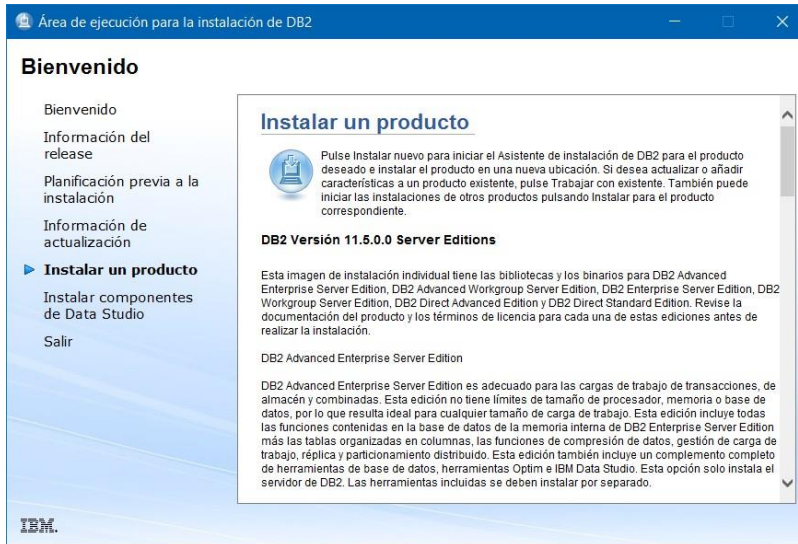 Área de ejecución para la instalación de DB2
Bienvenido
Bienvenido
Información del
release
Planificación previa a la
instalación
Información de
actualización
Instalar un producto
Instalar componentes
de Data Studio
Salir
Instalar un producto
Pulse Instalar nuevo para iniciar el Asistente de instalación de DB2 para el producto
deseado e instalar el producto en una nueva ubicación. Si desea actualizar o añadir
características a un producto existente, pulse Trabajar con existente. También puede
iniciar las instalaciones de otros productos pulsando Instalar para el producto
correspondiente.
DB2 Versión 11.5.0.0 Server Editions
Esta imagen de instalación individual tiene las bibliotecas y los binarios para DB2 Advanced
Enterprise Server Edition, DB2 Advanced Workgroup Server Edition, DB2 Enterprise Server Edition, DB2
Workgroup Server Edition, DB2 Direct Advanced Edition y DB2 Direct Standard Edition. Revise la
documentación del producto y los términos de licencia para cada una de estas ediciones antes de
realizar la instalación.
DB2 Advanced Enterprise Server Edition
DB2 Advanced Enterprise Server Edition es adecuado para las cargas de trabajo de transacciones, de
almacén y combinadas. Esta edición no tiene límites de tamaño de procesador, memoria o base de
datos, por lo que resulta ideal para cualquier tamaño de carga de trabajo. Esta edición incluye todas
las funciones contenidas en la base de datos de la memoria interna de DB2 Enterprise Server Edition
más las tablas organizadas en columnas, las funciones de compresión de datos, gestión de carga de
trabajo, réplica y particionamiento distribuido. Esta edición también incluye un complemento completo
de herramientas de base de datos, herramientas Optim e IBM Data Studio. Esta opción solo instala el
servidor de DB2. Las herramientas incluidas se deben instalar por separado.
IBM.